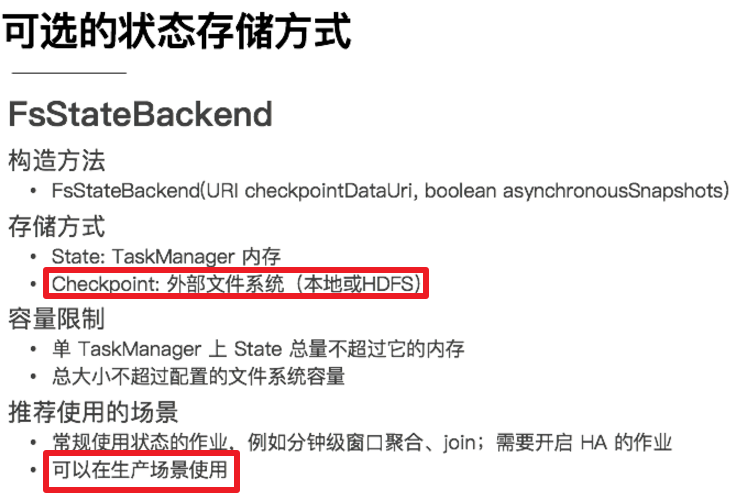 可选的状态存储方式
FsStateBackend
构造方法
• FsStateBackend(URI checkpointDataUri, boolean asynchronousSnapshots)
存储方式
• State: TaskManager 内存
• Checkpoint: 外部文件系统（本地或HDFS）
容量限制
• 单 TaskManager 上 State 总量不超过它的内存
• 总大小不超过配置的文件系统容量
推荐使用的场景
• 常规使用状态的作业，例如分钟级窗口聚合、join；需要开启 HA 的作业
• 可以在生产场景使用